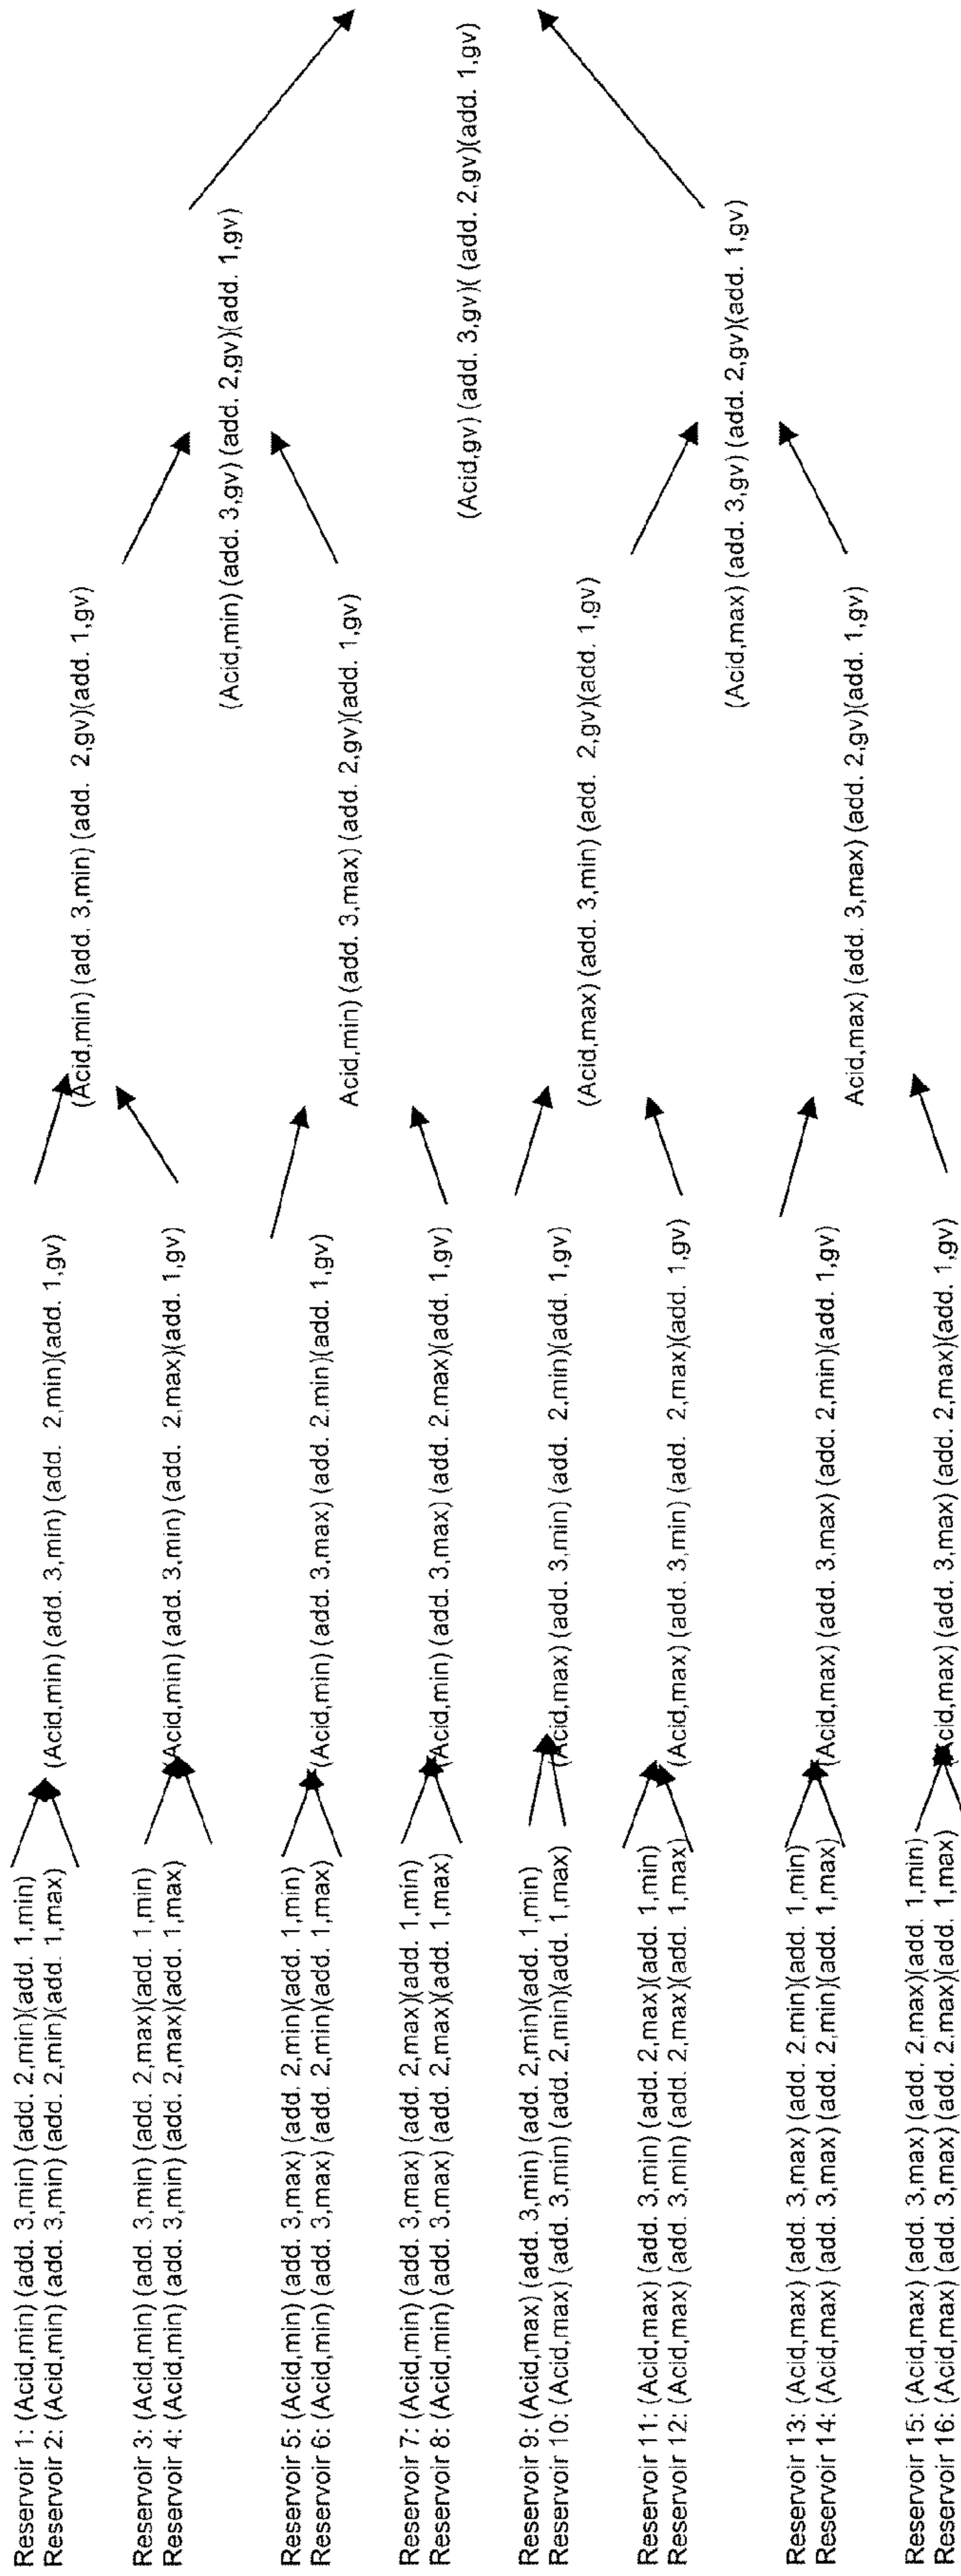 Reservoir 1: (Acid,min) (add. 3,min) (add. 2,min)(add. 1,min)
Reservoir 2: (Acid,min) (add. 3,min) (add. 2,min)(add. 1,max)
Reservoir 3: (Acid,min) (add. 3,min) (add. 2,max)(add. 1,min)
Reservoir 4: (Acid,min) (add. 3,min) (add. 2,max)(add. 1,max)
Reservoir 5: (Acid,min) (add. 3,max) (add. 2,min)(add. 1,min)
Reservoir 6: (Acid,min) (add. 3,max) (add. 2,min)(add. 1,max)
Reservoir 7: (Acid,min) (add. 3,max) (add. 2,max)(add. 1,min)
Reservoir 8: (Acid,min) (add. 3,max) (add. 2,max)(add. 1,max)
Reservoir 9: (Acid,max) (add. 3,min) (add. 2,min)(add. 1,min)
Reservoir 10: (Acid,max) (add. 3,min) (add. 2,min)(add. 1,max)
Reservoir 11: (Acid,max) (add. 3,min) (add. 2,max)(add. 1,min)
Reservoir 12: (Acid,max) (add. 3,min) (add. 2,max)(add. 1,max)
Reservoir 13: (Acid,max) (add. 3,max) (add. 2,min)(add. 1,min)
Reservoir 14: (Acid,max) (add. 3,max) (add. 2,min)(add. 1,max)
Reservoir 15: (Acid,max) (add. 3,max) (add. 2,max)(add. 1,min)
Reservoir 16: (Acid,max) (add. 3,max) (add. 2,max)(add. 1,max)
(Acid,min) (add. 3,min) (add. 2,min)(add. 1,gv)
(Acid,min) (add. 3,min) (add. 2,max)(add. 1,gv)
(Acid,min) (add. 3,max) (add. 2,min)(add. 1,gv)
(Acid,min) (add. 3,max) (add. 2,max)(add. 1,gv)
(Acid,max) (add. 3,min) (add. 2,min)(add. 1,gv)
(Acid,max) (add. 3,min) (add. 2,max)(add. 1,gv)
(Acid,max) (add. 3,max) (add. 2,min)(add. 1,gv)
(Acid,max) (add. 3,max) (add. 2,max)(add. 1,gv)
(Acid,min) (add. 3,min) (add. 2,gv)(add. 1,gv)
Acid,min) (add. 3,max) (add. 2,gv)(add. 1,gv)
(Acid,max) (add. 3,min) (add. 2,gv)(add. 1,gv)
Acid,max) (add. 3,max) (add. 2,gv)(add. 1,gv)
(Acid,min) (add. 3,gv) (add. 2,gv)(add. 1,gv)
(Acid,max) (add. 3,gv) (add. 2,gv)(add. 1,gv)
(Acid,gv) (add. 3,gv)( (add. 2,gv)(add. 1,gv)